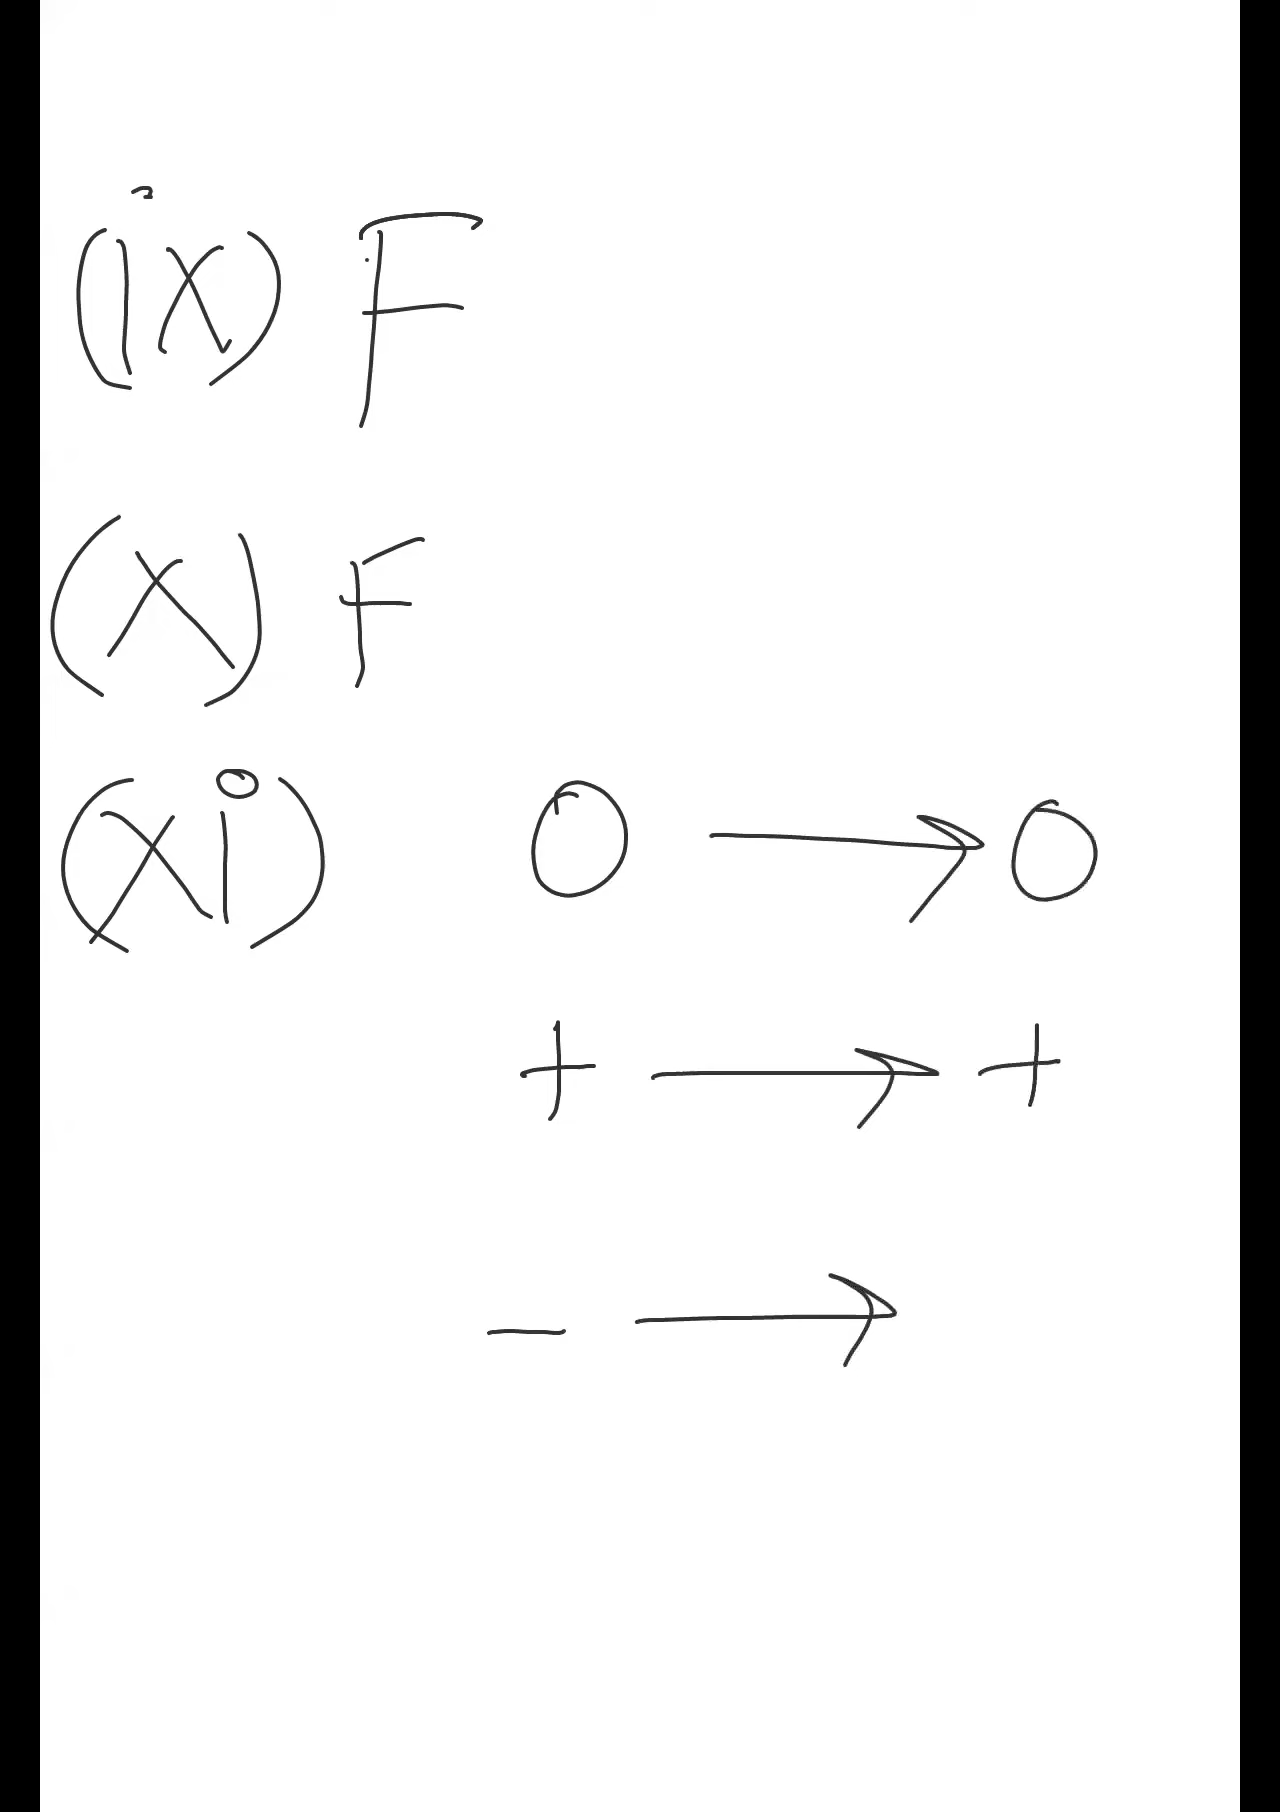 (ix) F
(x) F
(xi) 0 → 0
+ → +
− →